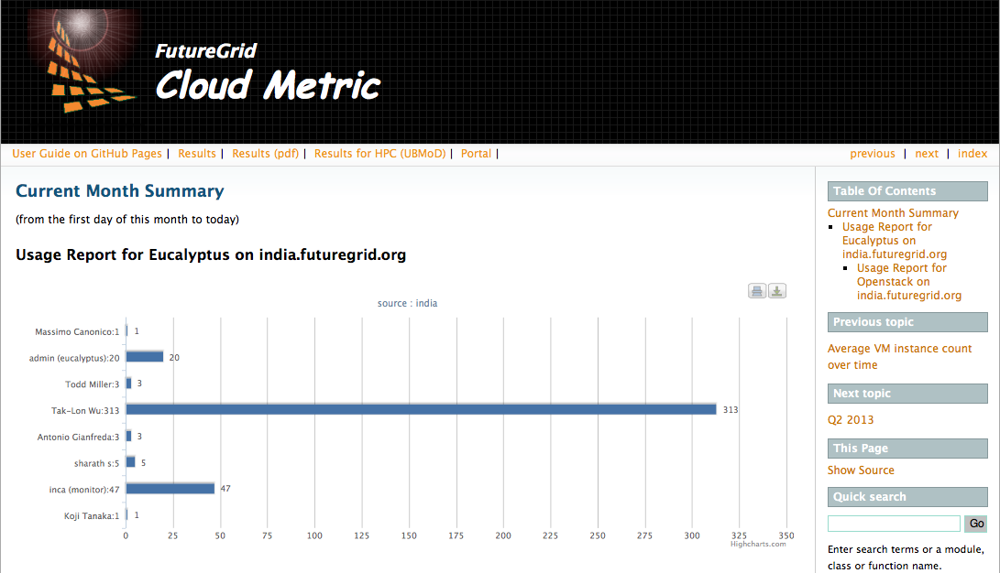 FutureGrid
Cloud Metric
User Guide on GitHub Pages | Results | Results (pdf) | Results for HPC (UBMoD) | Portal |
previous | next | index
Current Month Summary
(from the first day of this month to today)
Usage Report for Eucalyptus on india.futuregrid.org
source : india
Massimo Canonico:1 1
admin (eucalyptus):20 20
Todd Miller:3 3
Tak-Lon Wu:313 313
Antonio Gianfreda:3 3
sharath s:5 5
inca (monitor):47 47
Koji Tanaka:1 1
0 25 50 75 100 125 150 175 200 225 250 275 300 325 350
Highcharts.com
Table Of Contents
Current Month Summary
Usage Report for
Eucalyptus on
india.futuregrid.org
Usage Report for
Openstack on
india.futuregrid.org
Previous topic
Average VM instance count
over time
Next topic
Q2 2013
This Page
Show Source
Quick search
Go
Enter search terms or a module,
class or function name.